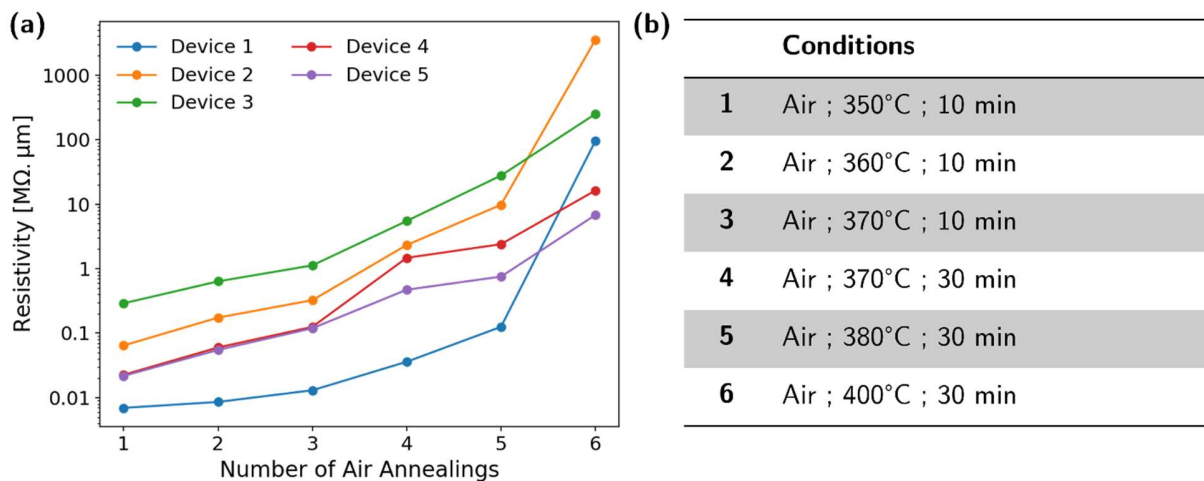 (a)
Device 1
Device 2
Device 3
Device 4
Device 5
Resistivity [MΩ. μm]
1000
100
10
1
0.1
0.01
1 2 3 4 5 6
Number of Air Annealings
(b)
Conditions
1 Air ; 350°C ; 10 min
2 Air ; 360°C ; 10 min
3 Air ; 370°C ; 10 min
4 Air ; 370°C ; 30 min
5 Air ; 380°C ; 30 min
6 Air ; 400°C ; 30 min